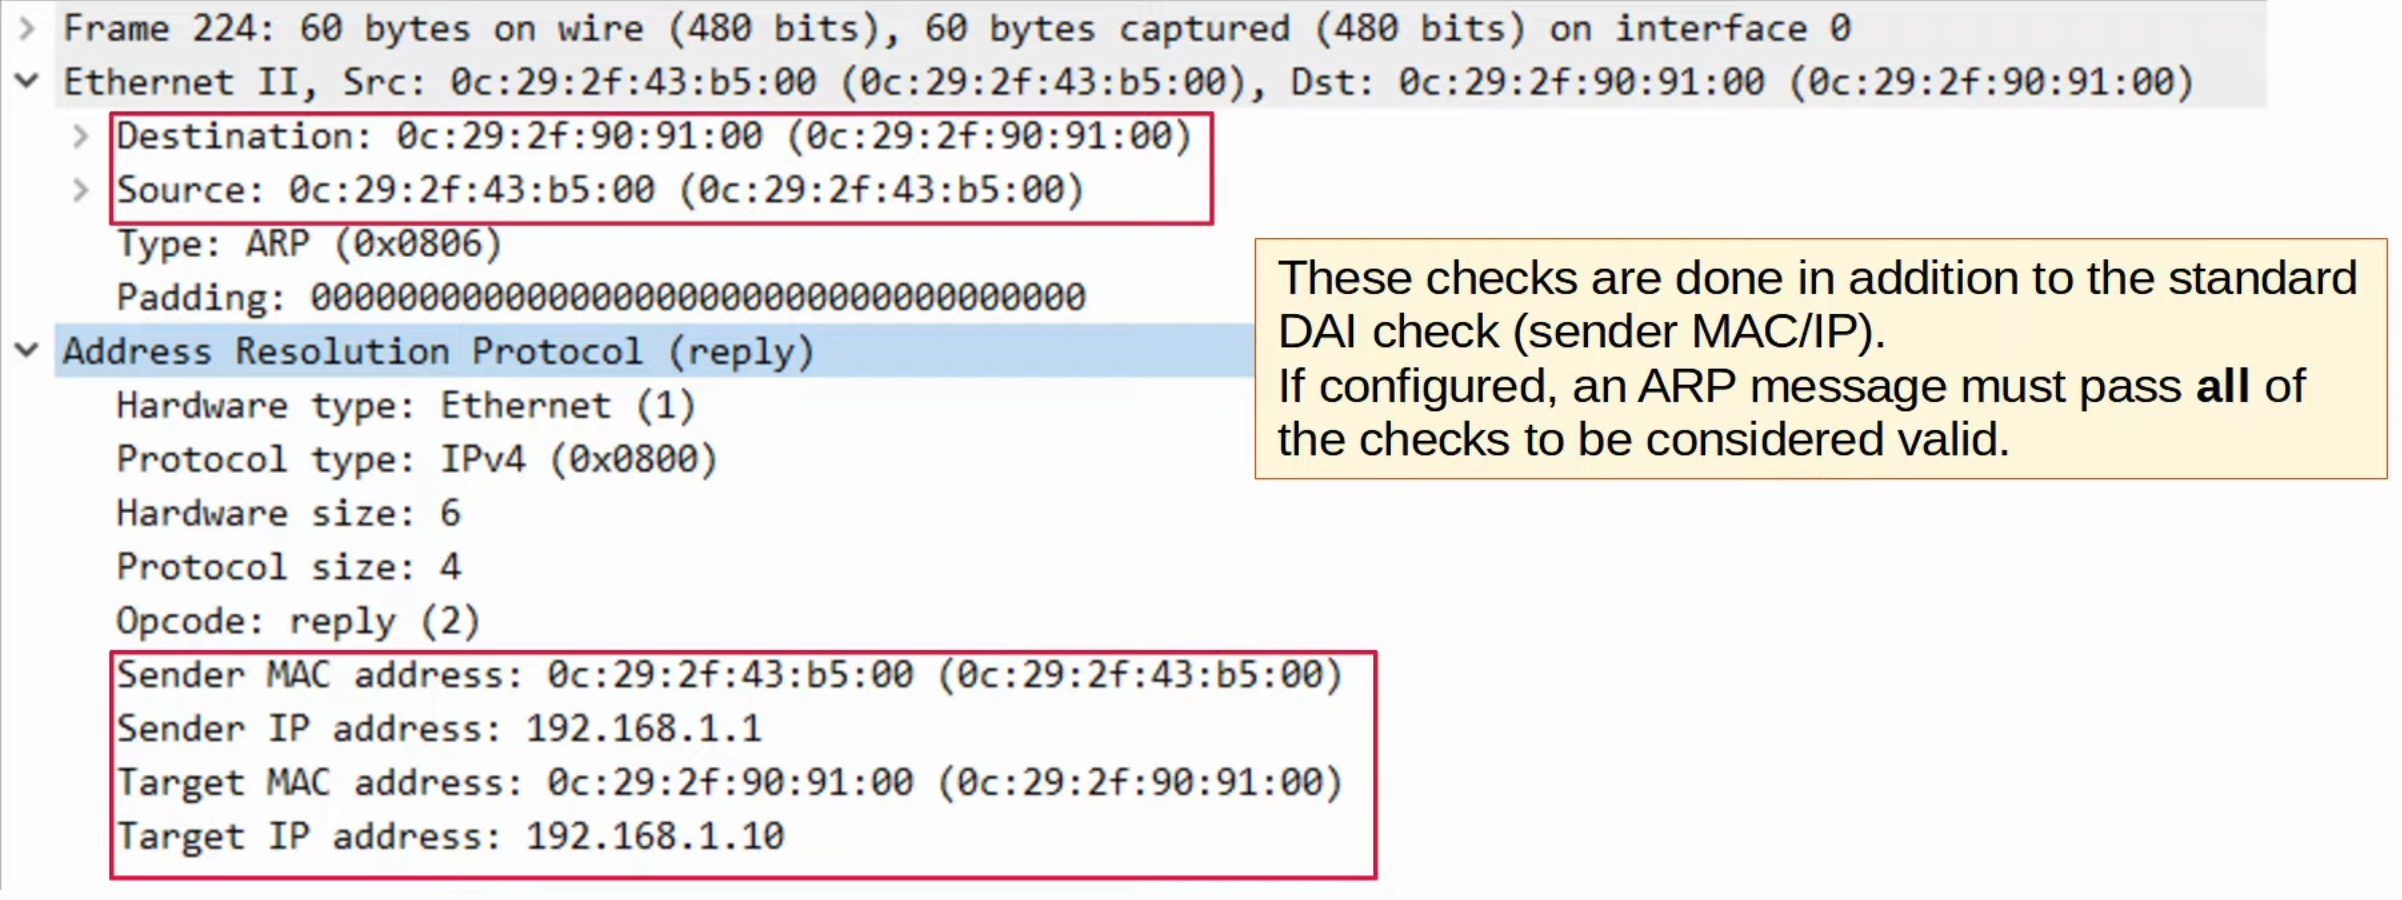 Frame 224: 60 bytes on wire (480 bits), 60 bytes captured (480 bits) on interface 0
Ethernet II, Src: 0c:29:2f:43:b5:00 (0c:29:2f:43:b5:00), Dst: 0c:29:2f:90:91:00 (0c:29:2f:90:91:00)
Destination: 0c:29:2f:90:91:00 (0c:29:2f:90:91:00)
Source: 0c:29:2f:43:b5:00 (0c:29:2f:43:b5:00)
Type: ARP (0x0806)
Padding: 000000000000000000000000000000000000
Address Resolution Protocol (reply)
Hardware type: Ethernet (1)
Protocol type: IPv4 (0x0800)
Hardware size: 6
Protocol size: 4
Opcode: reply (2)
Sender MAC address: 0c:29:2f:43:b5:00 (0c:29:2f:43:b5:00)
Sender IP address: 192.168.1.1
Target MAC address: 0c:29:2f:90:91:00 (0c:29:2f:90:91:00)
Target IP address: 192.168.1.10
These checks are done in addition to the standard
DAI check (sender MAC/IP).
If configured, an ARP message must pass all of
the checks to be considered valid.